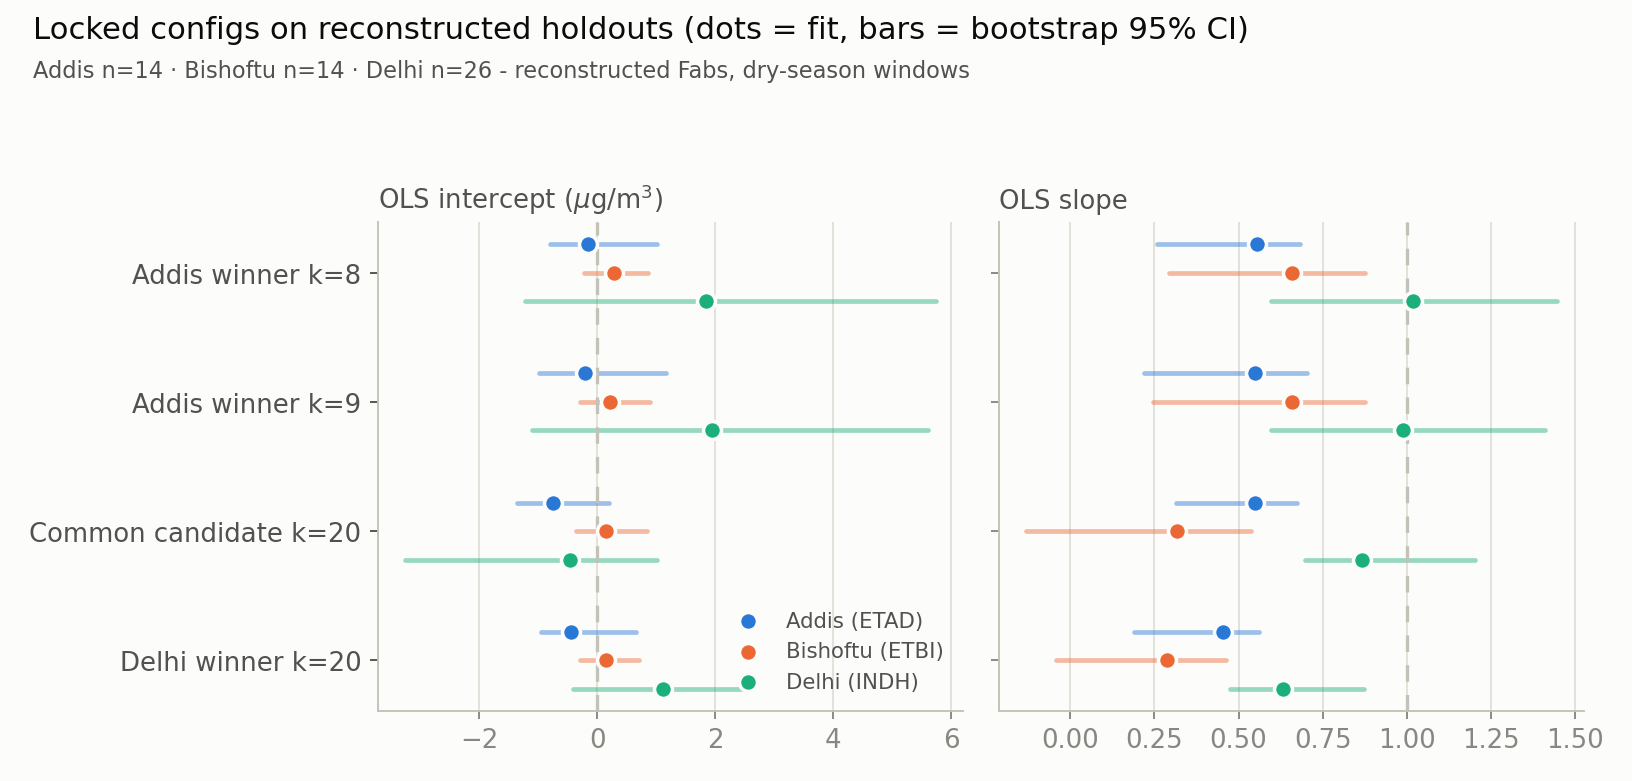 Locked configs on reconstructed holdouts (dots = fit, bars = bootstrap 95% CI)
Addis n=14 · Bishoftu n=14 · Delhi n=26 - reconstructed Fabs, dry-season windows
OLS intercept (μg/m³)
OLS slope
Addis winner k=8
Addis winner k=9
Common candidate k=20
Delhi winner k=20
Addis (ETAD)
Bishoftu (ETBI)
Delhi (INDH)
−2 0 2 4 6
0.00 0.25 0.50 0.75 1.00 1.25 1.50